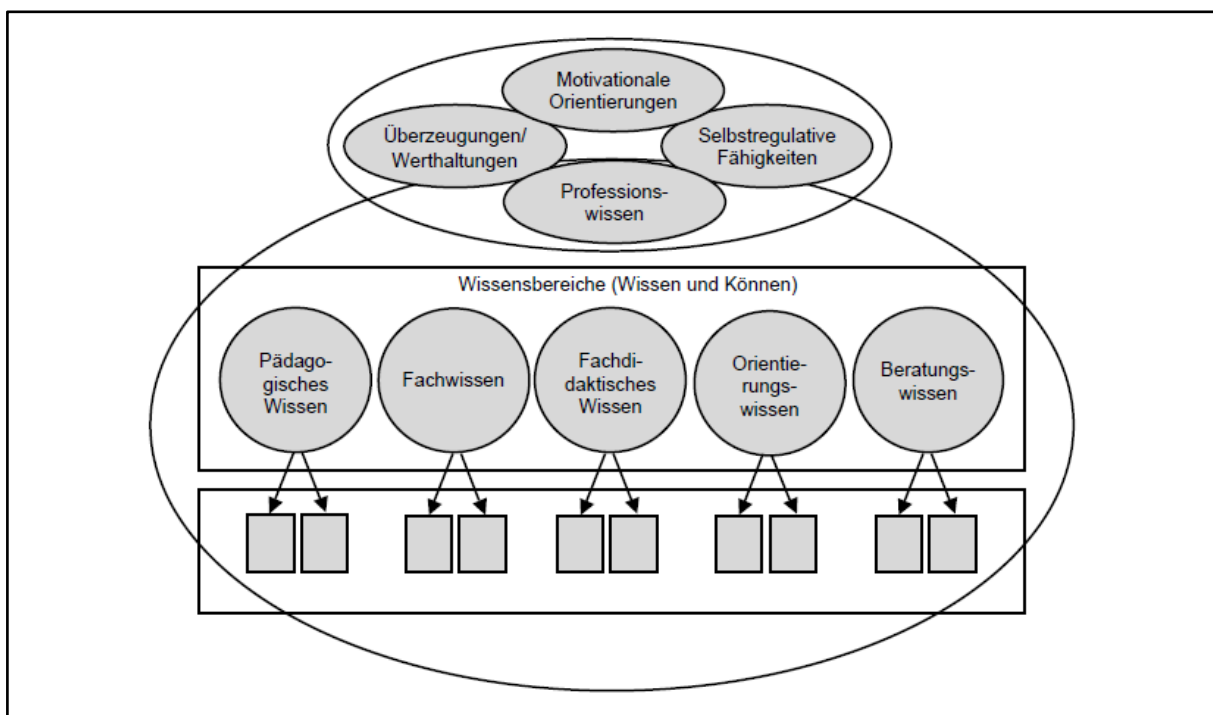 Motivationale
Orientierungen
Überzeugungen/
Werthaltungen
Selbstregulative
Fähigkeiten
Professions-
wissen
Wissensbereiche (Wissen und Können)
Pädago-
gisches
Wissen
Fachwissen
Fachdi-
daktisches
Wissen
Orientie-
rungs-
wissen
Beratungs-
wissen